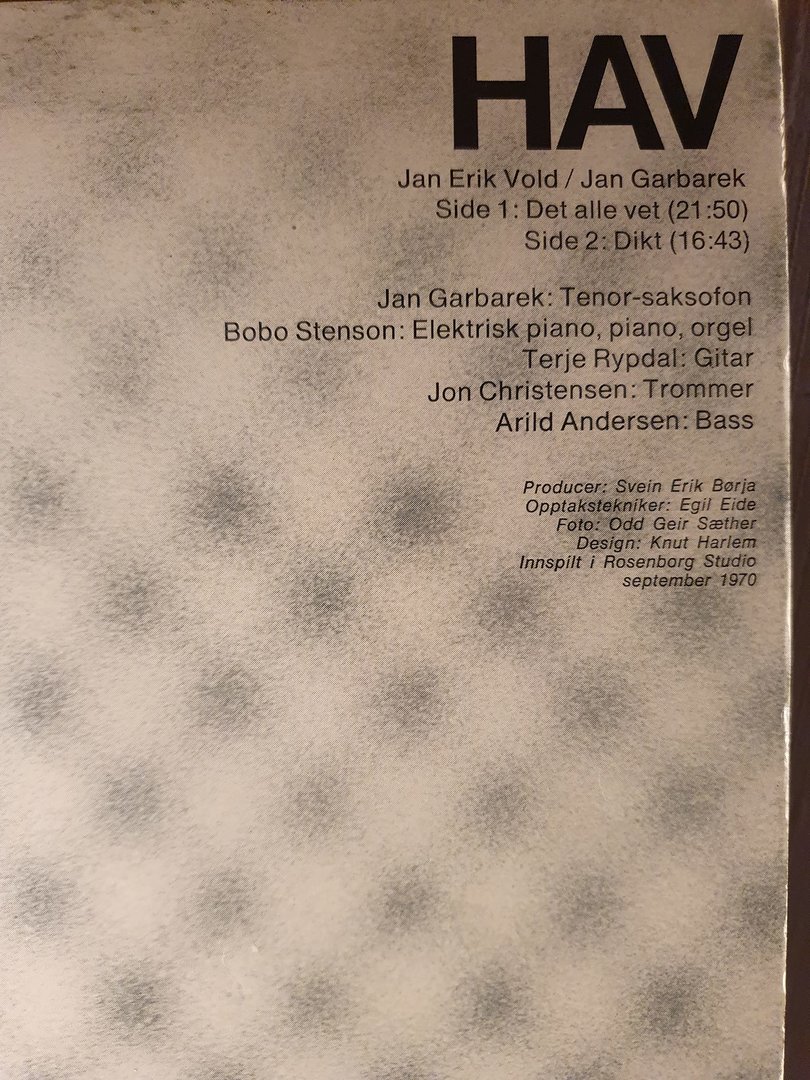 HAV
Jan Erik Vold / Jan Garbarek
Side 1: Det alle vet (21:50)
Side 2: Dikt (16:43)
Jan Garbarek: Tenor-saksofon
Bobo Stenson: Elektrisk piano, piano, orgel
Terje Rypdal: Gitar
Jon Christensen: Trommer
Arild Andersen: Bass
Producer: Svein Erik Børja
Opptakstekniker: Egil Eide
Foto: Odd Geir Sæther
Design: Knut Harlem
Innspilt i Rosenborg Studio
september 1970